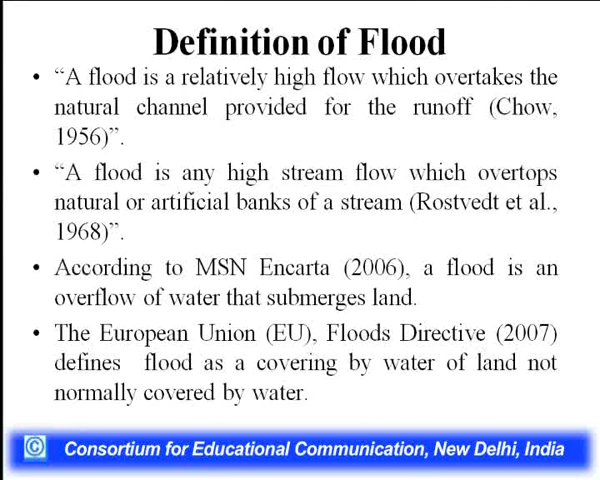 Definition of Flood
• “A flood is a relatively high flow which overtakes the
natural channel provided for the runoff (Chow,
1956)”.
• “A flood is any high stream flow which overtops
natural or artificial banks of a stream (Rostvedt et al.,
1968)”.
• According to MSN Encarta (2006), a flood is an
overflow of water that submerges land.
• The European Union (EU), Floods Directive (2007)
defines flood as a covering by water of land not
normally covered by water.
© Consortium for Educational Communication, New Delhi, India